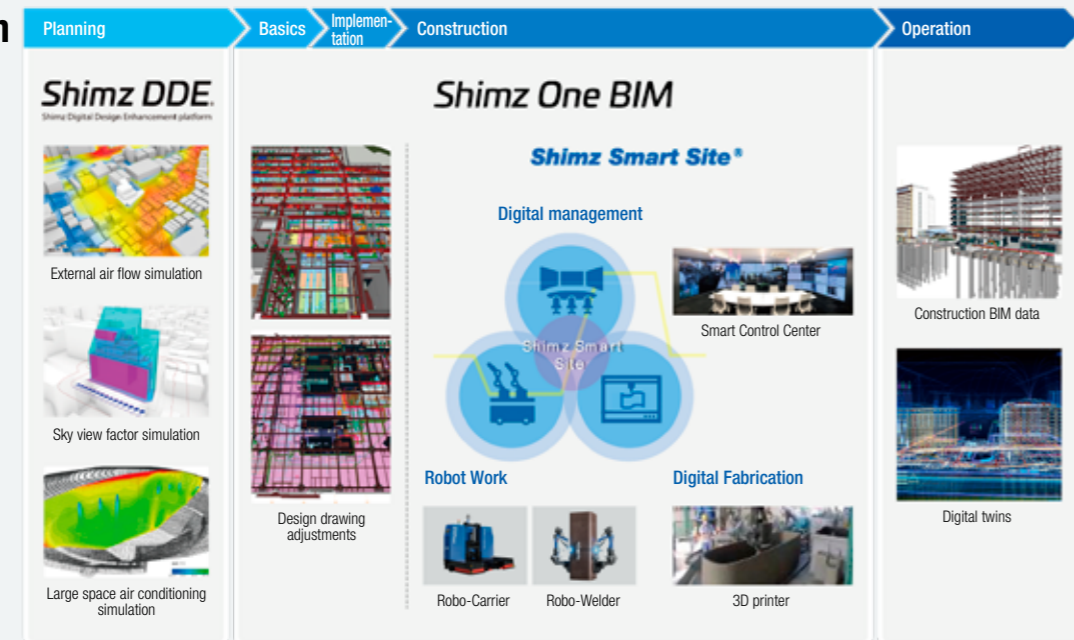 n
Planning
Basics
Implemen-
tation
Construction
Operation
Shimz DDE.
Shimz Digital Design Enhancement platform
External air flow simulation
Sky view factor simulation
Large space air conditioning
simulation
Shimz One BIM
Design drawing
adjustments
Shimz Smart Site®
Digital management
Shimz Smart
Site
Smart Control Center
Robot Work
Robo-Carrier
Robo-Welder
Digital Fabrication
3D printer
Construction BIM data
Digital twins